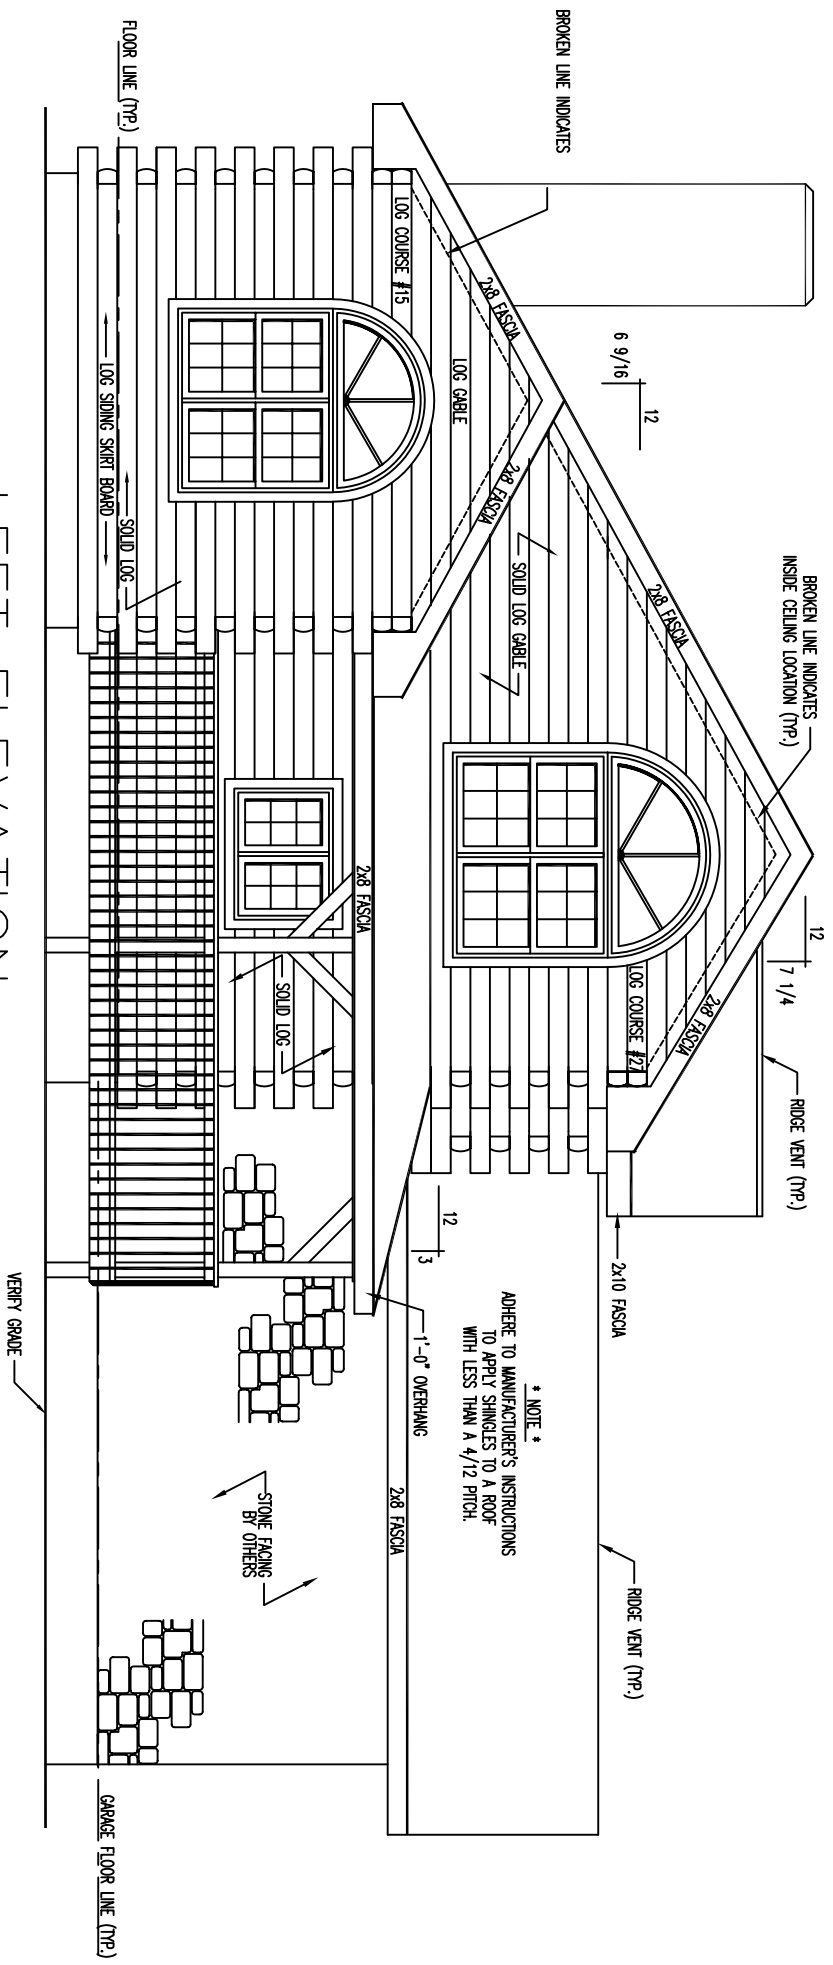 12
7 1/4
BROKEN LINE INDICATES
INSIDE CEILING LOCATION (TYP.)
RIDGE VENT (TYP.)
12
6 9/16
2x8 FASCIA
2x8 FASCIA
2x10 FASCIA
RIDGE VENT (TYP.)
BROKEN LINE INDICATES
LOG COURSE #27
2x8 FASCIA
2x8 FASCIA
SOLID LOG GABLE
* NOTE *
ADHERE TO MANUFACTURER'S INSTRUCTIONS
TO APPLY SHINGLES TO A ROOF
WITH LESS THAN A 4/12 PITCH.
LOG GABLE
12
3
LOG COURSE #15
1'-0" OVERHANG
2x8 FASCIA
2x8 FASCIA
SOLID LOG
STONE FACING
BY OTHERS
FLOOR LINE (TYP.)
SOLID LOG
LOG SIDING SKIRT BOARD
GARAGE FLOOR LINE (TYP.)
VERIFY GRADE
LEFT ELEVATION